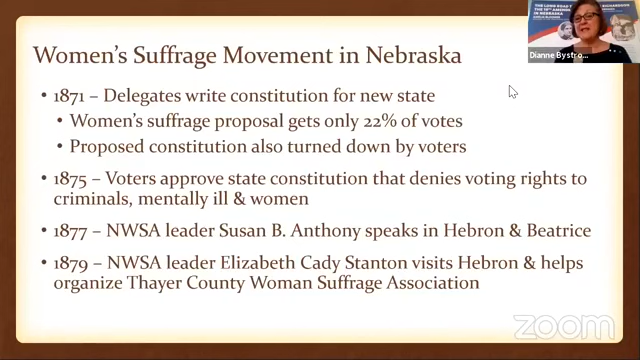 Women's Suffrage Movement in Nebraska
• 1871 – Delegates write constitution for new state
• Women's suffrage proposal gets only 22% of votes
• Proposed constitution also turned down by voters
• 1875 – Voters approve state constitution that denies voting rights to
criminals, mentally ill & women
• 1877 – NWSA leader Susan B. Anthony speaks in Hebron & Beatrice
• 1879 – NWSA leader Elizabeth Cady Stanton visits Hebron & helps
organize Thayer County Woman Suffrage Association
THE LONG ROAD
THE 19TH
IN NEBRASKA
Dianne Bystro...
zoom